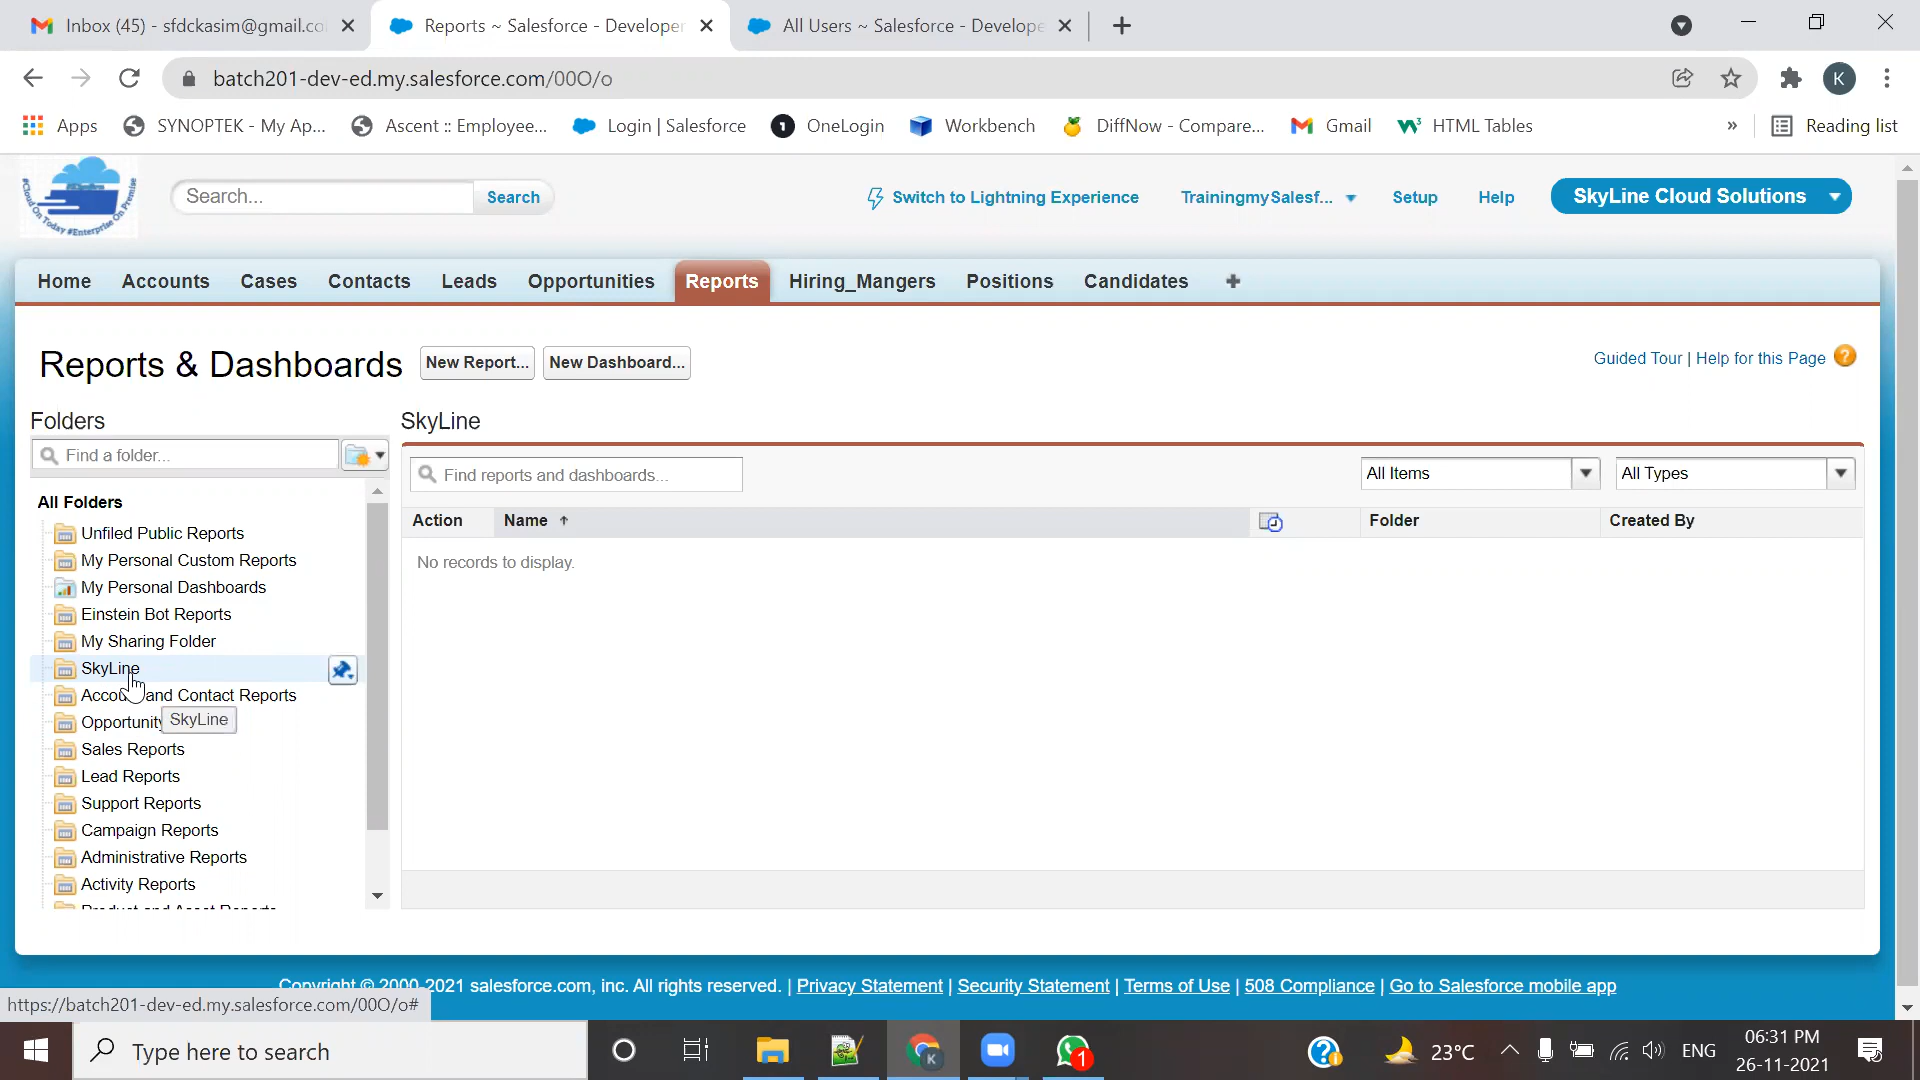 Inbox (45) - sfdckasim@gmail.co
Reports ~ Salesforce - Developer
All Users ~ Salesforce - Develope
batch201-dev-ed.my.salesforce.com/00O/o
K
Apps
SYNOPTEK - My Ap...
Ascent :: Employee...
Login | Salesforce
OneLogin
Workbench
DiffNow - Compare...
Gmail
HTML Tables
»
Reading list
Search...
Search
Switch to Lightning Experience
TrainingmySalesf...
Setup
Help
SkyLine Cloud Solutions
Home
Accounts
Cases
Contacts
Leads
Opportunities
Reports
Hiring_Mangers
Positions
Candidates
Reports & Dashboards
New Report...
New Dashboard...
Guided Tour | Help for this Page
Folders
SkyLine
Find a folder...
Find reports and dashboards...
All Items
All Types
All Folders
Action
Name
Folder
Created By
No records to display.
Unfiled Public Reports
My Personal Custom Reports
My Personal Dashboards
Einstein Bot Reports
My Sharing Folder
SkyLine
and Contact Reports
SkyLine
Sales Reports
Lead Reports
Support Reports
Campaign Reports
Administrative Reports
Activity Reports
Copyright © 2000-2021 salesforce.com, inc. All rights reserved. | Privacy Statement | Security Statement | Terms of Use | 508 Compliance | Go to Salesforce mobile app
https://batch201-dev-ed.my.salesforce.com/00O/o#
Type here to search
K
1
23°C
ENG
06:31 PM
26-11-2021